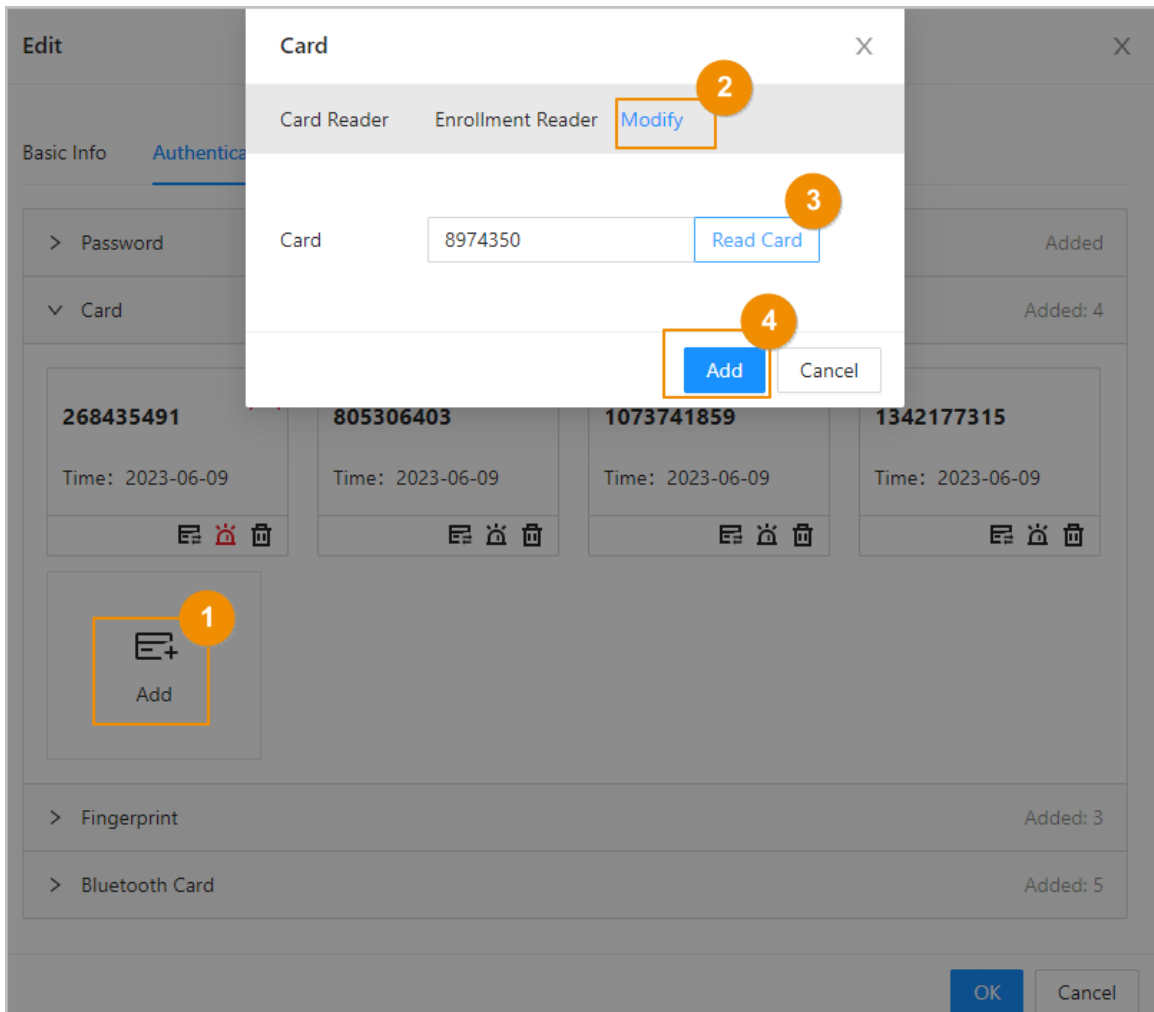 Edit
Card
X
X
2
Card Reader Enrollment Reader Modify
Basic Info Authentica
3
Card 8974350 Read Card
> Password Added
Card Added: 4
4
Add Cancel
268435491 805306403 1073741859 1342177315
Time: 2023-06-09 Time: 2023-06-09 Time: 2023-06-09 Time: 2023-06-09
1
Add
> Fingerprint Added: 3
> Bluetooth Card Added: 5
OK Cancel